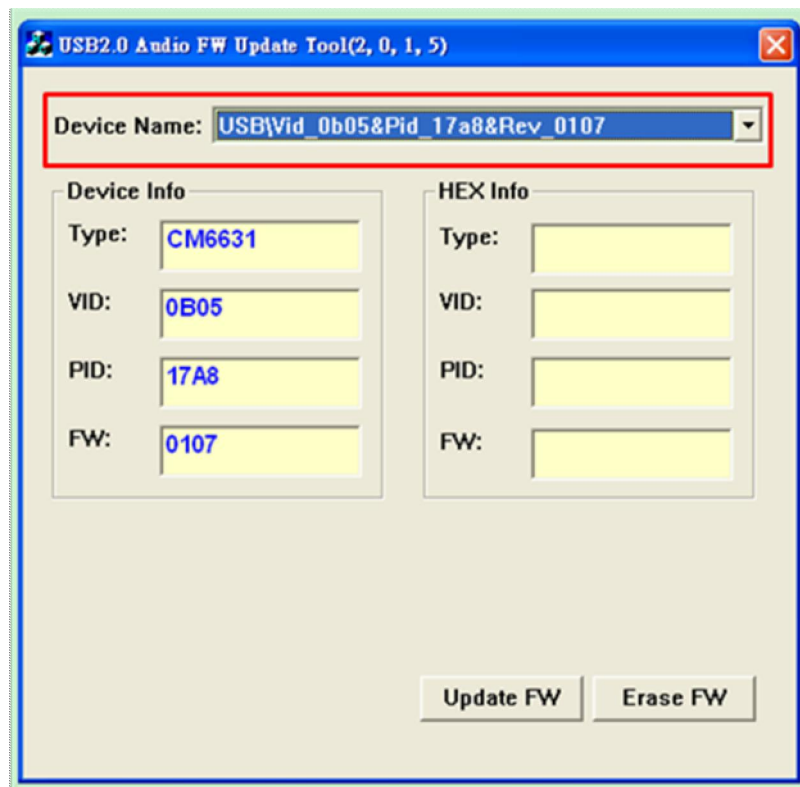 USB2.0 Audio FW Update Tool(2, 0, 1, 5)
Device Name: USB\Vid_0b05&Pid_17a8&Rev_0107
Device Info
Type: CM6631
VID: 0B05
PID: 17A8
FW: 0107
HEX Info
Type:
VID:
PID:
FW:
Update FW
Erase FW